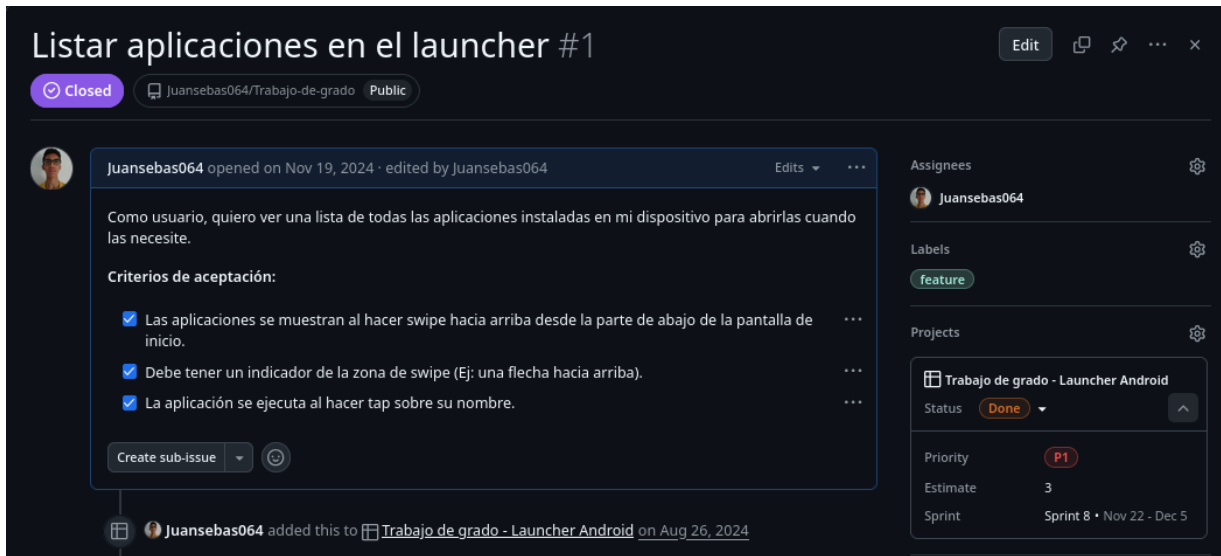 Listar aplicaciones en el launcher #1
Edit
Closed
Juansebas064/Trabajo-de-grado Public
Juansebas064 opened on Nov 19, 2024 · edited by Juansebas064
Edits
Como usuario, quiero ver una lista de todas las aplicaciones instaladas en mi dispositivo para abrirlas cuando
las necesite.
Criterios de aceptación:
Las aplicaciones se muestran al hacer swipe hacia arriba desde la parte de abajo de la pantalla de
inicio.
Debe tener un indicador de la zona de swipe (Ej: una flecha hacia arriba).
La aplicación se ejecuta al hacer tap sobre su nombre.
Create sub-issue
Juansebas064 added this to Trabajo de grado - Launcher Android on Aug 26, 2024
Assignees
Juansebas064
Labels
feature
Projects
Trabajo de grado - Launcher Android
Status Done
Priority P1
Estimate 3
Sprint Sprint 8 • Nov 22 - Dec 5